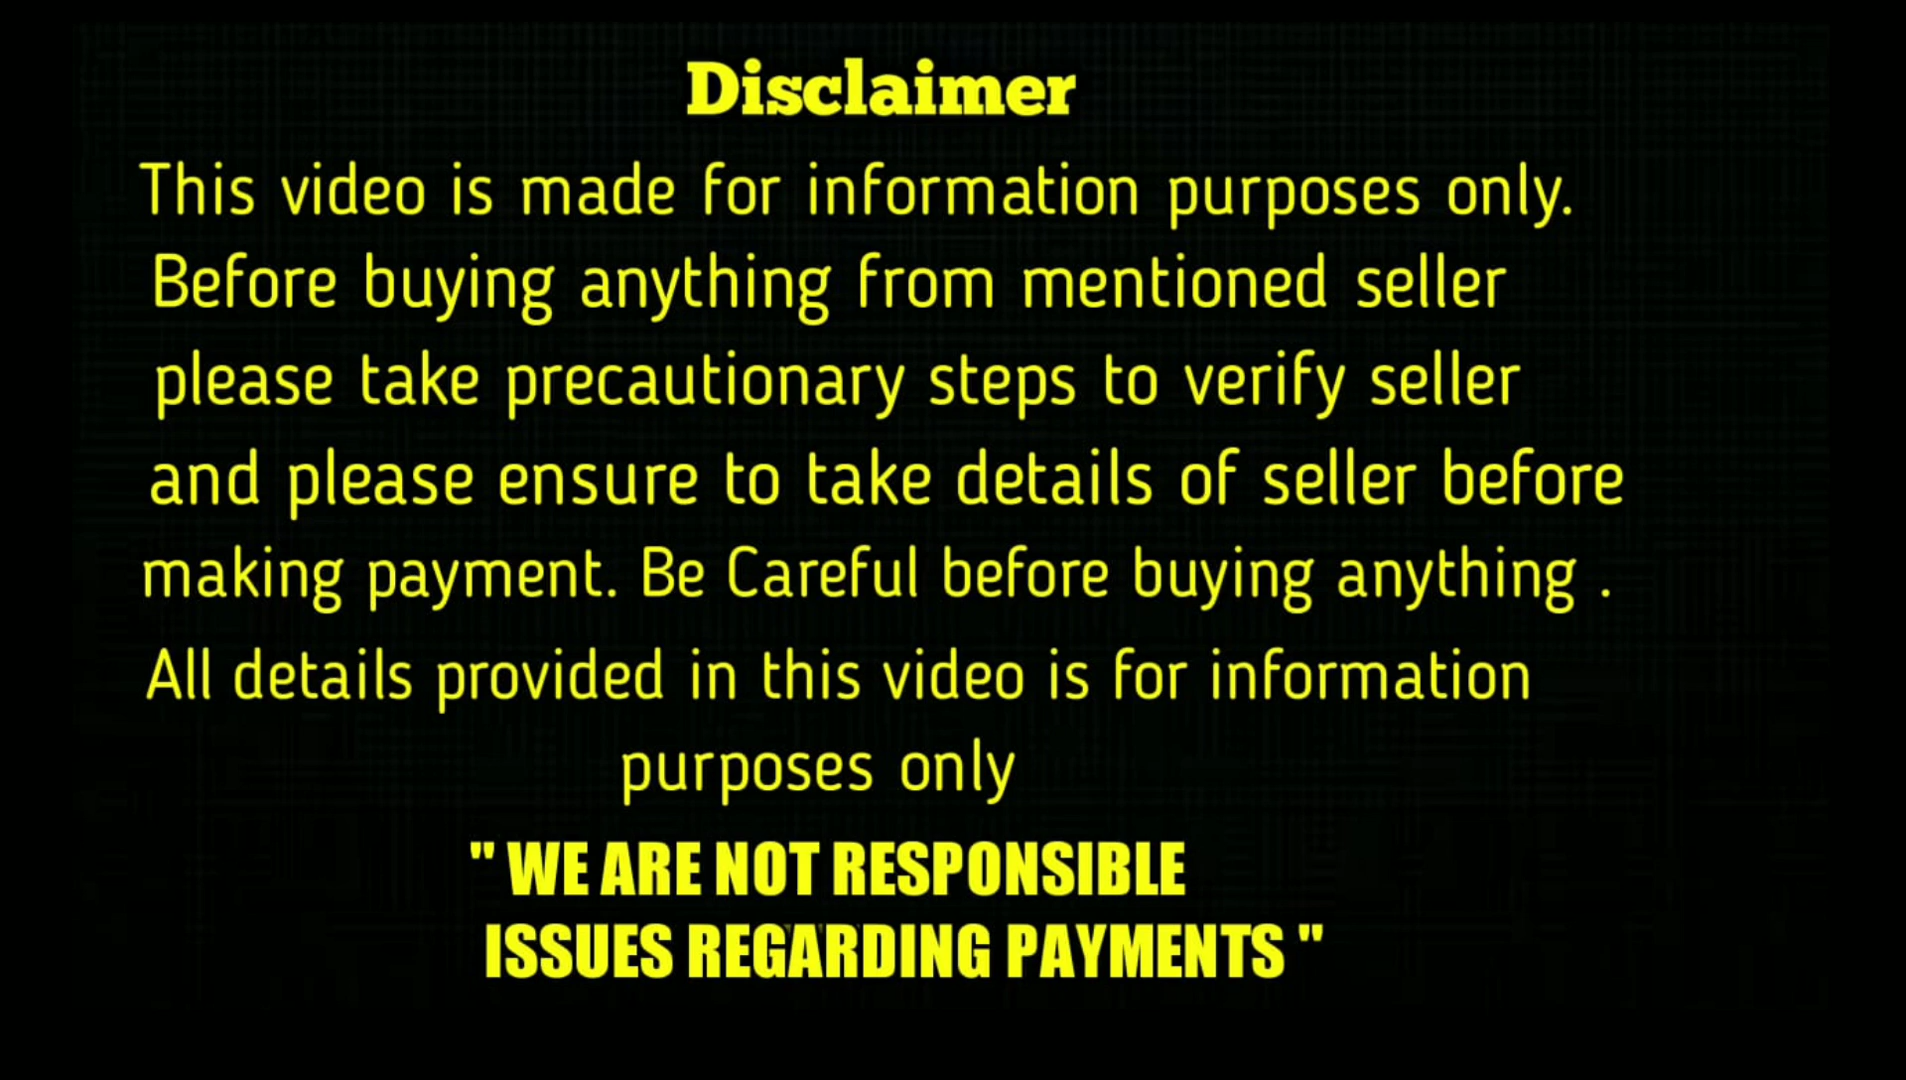 Disclaimer
This video is made for information purposes only.
Before buying anything from mentioned seller
please take precautionary steps to verify seller
and please ensure to take details of seller before
making payment. Be Careful before buying anything .
All details provided in this video is for information
purposes only
" WE ARE NOT RESPONSIBLE
ISSUES REGARDING PAYMENTS "